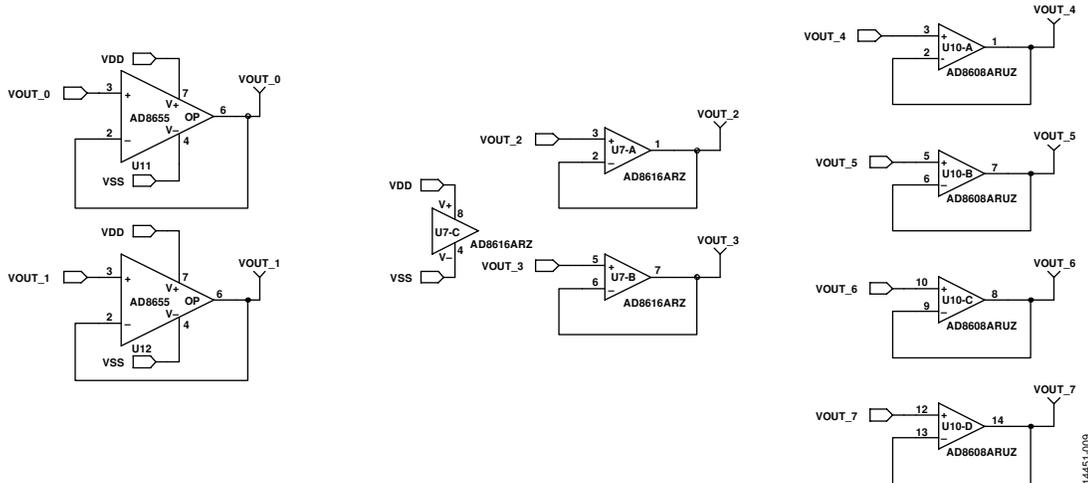 VDD
VOUT_0
VOUT_0
3
+
7
V+
AD8655
OP
6
V–
2
–
4
U11
VSS
VDD
VOUT_1
VOUT_1
3
+
7
V+
AD8655
OP
6
V–
2
–
4
U12
VSS
VDD
V+
8
U7-C
AD8616ARZ
4
V–
VSS
VOUT_2
VOUT_2
3
+
U7-A
1
2
–
AD8616ARZ
VOUT_3
VOUT_3
5
+
U7-B
7
6
–
AD8616ARZ
VOUT_4
VOUT_4
3
+
U10-A
1
2
-
AD8608ARUZ
VOUT_5
VOUT_5
5
+
U10-B
7
6
–
AD8608ARUZ
VOUT_6
VOUT_6
10
+
U10-C
8
9
–
AD8608ARUZ
VOUT_7
VOUT_7
12
+
U10-D
14
13
–
AD8608ARUZ
14451-009